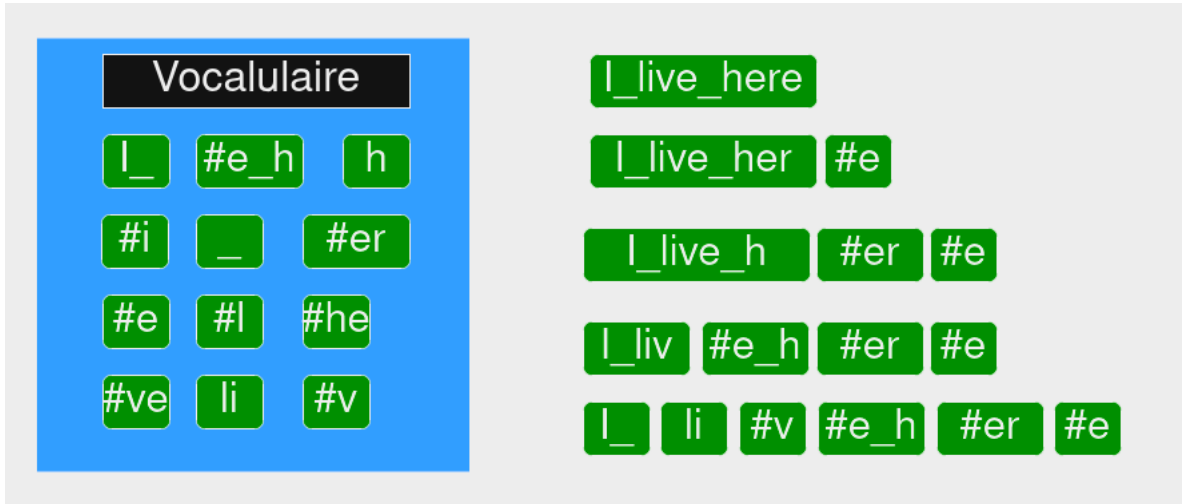 Vocalulaire
I_ #e_h h
#i _ #er
#e #l #he
#ve li #v
I_live_here
I_live_her #e
I_live_h #er #e
I_liv #e_h #er #e
I_ li #v #e_h #er #e